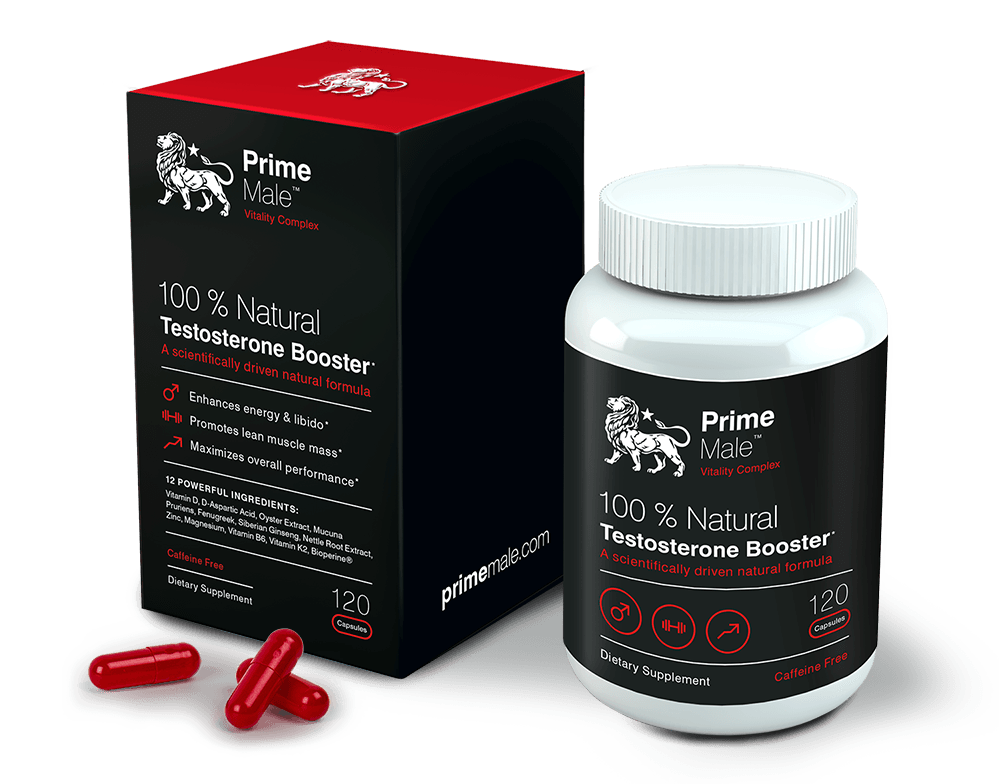 Prime
Male™
Vitality Complex
100 % Natural
Testosterone Booster*
A scientifically driven natural formula
Enhances energy & libido*
Promotes lean muscle mass*
Maximizes overall performance*
12 POWERFUL INGREDIENTS:
Vitamin D, D-Aspartic Acid, Oyster Extract, Mucuna
Pruriens, Fenugreek, Siberian Ginseng, Nettle Root Extract,
Zinc, Magnesium, Vitamin B6, Vitamin K2, Bioperine®
Caffeine Free
Dietary Supplement
120
Capsules
primemale.com
Prime
Male™
Vitality Complex
100 % Natural
Testosterone Booster*
A scientifically driven natural formula
120
Capsules
Dietary Supplement
Caffeine Free